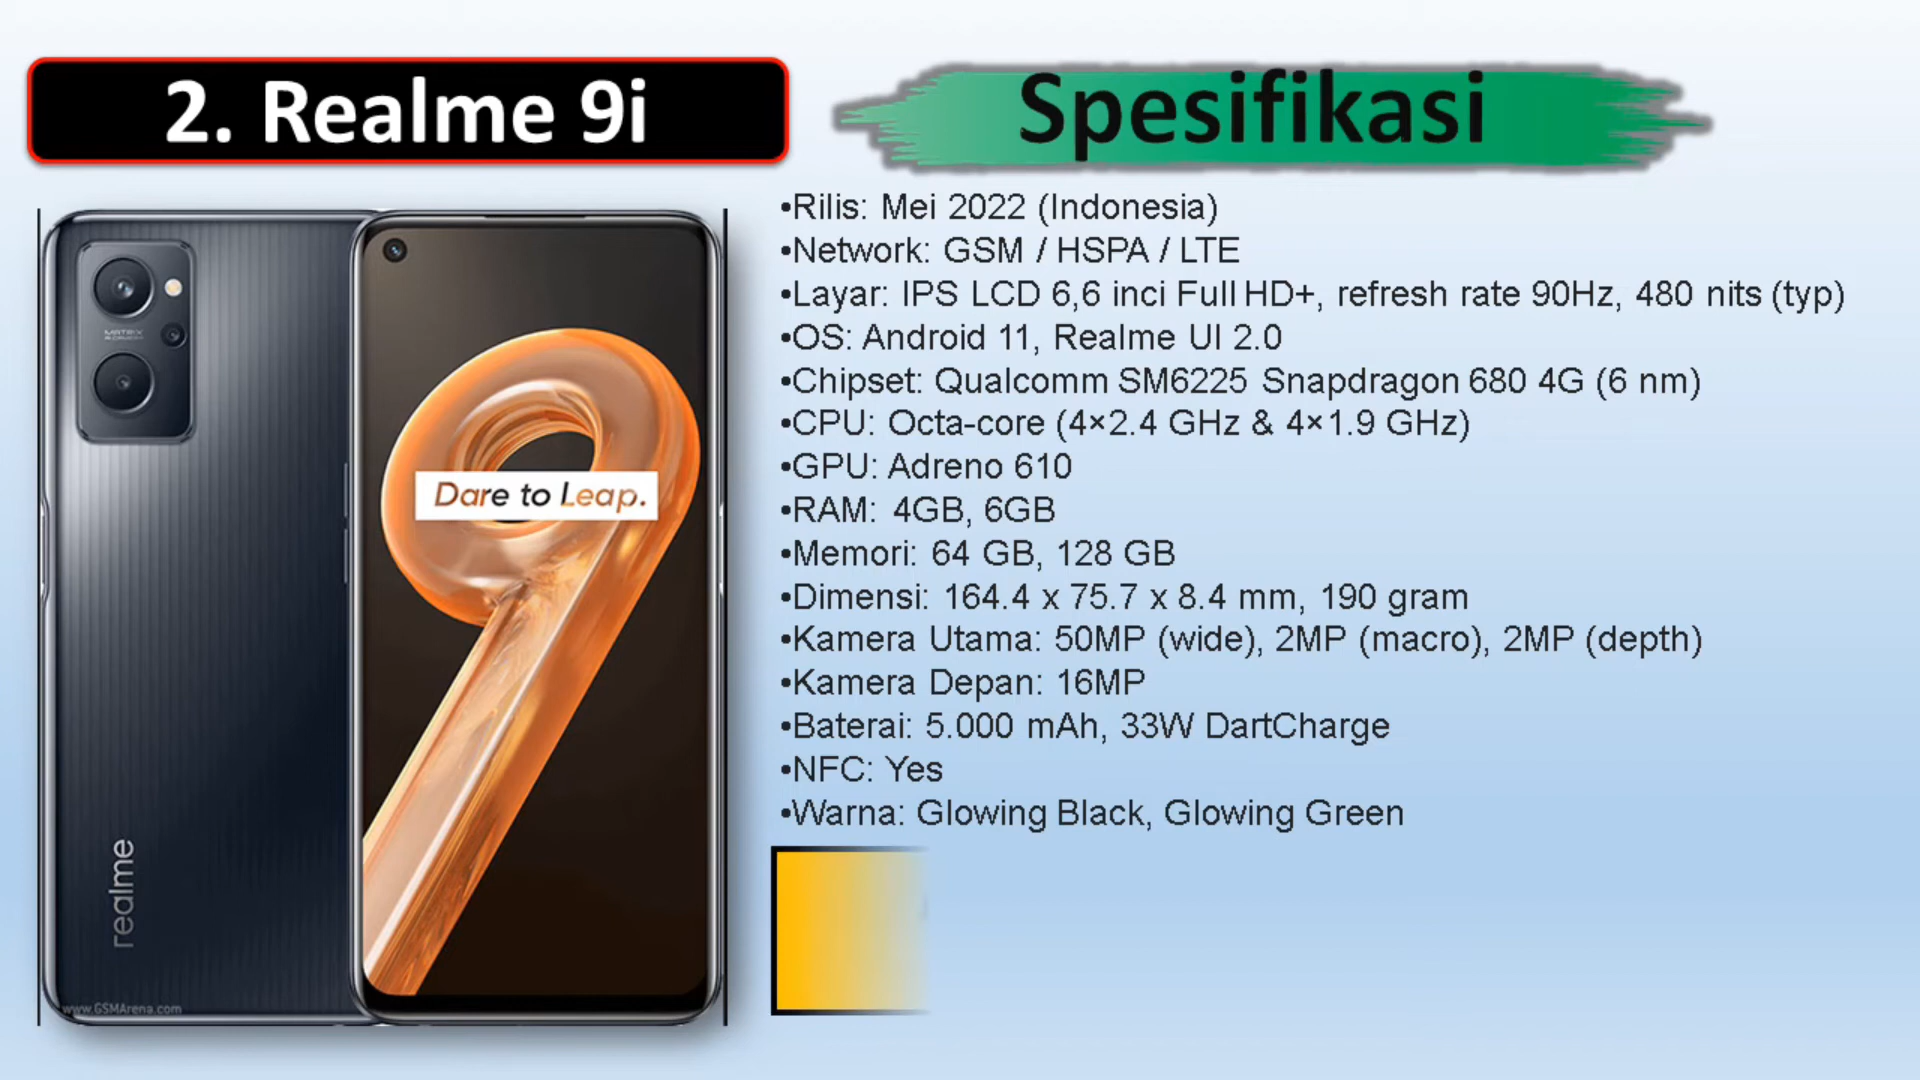 2. Realme 9i
Spesifikasi
•Rilis: Mei 2022 (Indonesia)
•Network: GSM / HSPA / LTE
•Layar: IPS LCD 6,6 inci Full HD+, refresh rate 90Hz, 480 nits (typ)
•OS: Android 11, Realme UI 2.0
•Chipset: Qualcomm SM6225 Snapdragon 680 4G (6 nm)
•CPU: Octa-core (4×2.4 GHz & 4×1.9 GHz)
•GPU: Adreno 610
•RAM: 4GB, 6GB
•Memori: 64 GB, 128 GB
•Dimensi: 164.4 x 75.7 x 8.4 mm, 190 gram
•Kamera Utama: 50MP (wide), 2MP (macro), 2MP (depth)
•Kamera Depan: 16MP
•Baterai: 5.000 mAh, 33W DartCharge
•NFC: Yes
•Warna: Glowing Black, Glowing Green
MATRIX
9
Dare to Leap.
realme
www.GSMArena.com